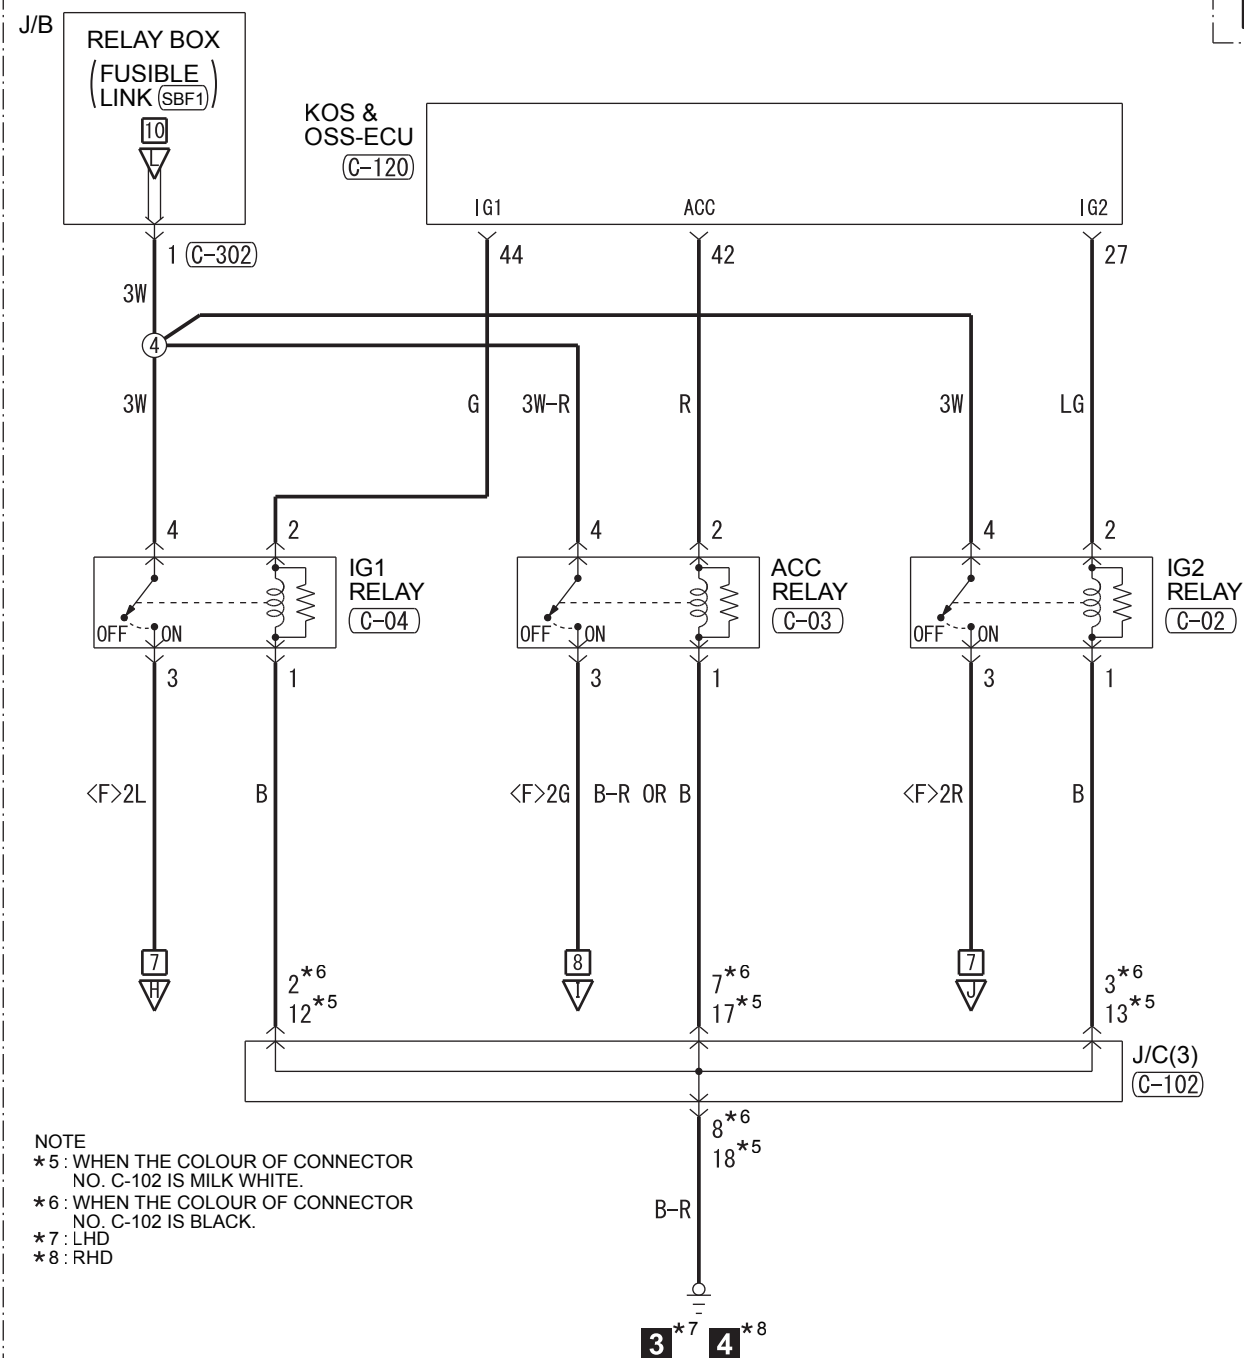 J/B
RELAY BOX
(FUSIBLE
LINK SBF1)
10
L
KOS &
OSS-ECU
C-120
IG1 ACC IG2
1 C-302
44 42 27
3W
4
3W G 3W-R R 3W LG
4 2 4 2 4 2
IG1
RELAY
C-04
ACC
RELAY
C-03
IG2
RELAY
C-02
OFF ON OFF ON OFF ON
3 1 3 1 3 1
<F>2L B <F>2G B-R OR B <F>2R B
7 8 7
H I J
2*6 7*6 3*6
12*5 17*5 13*5
J/C(3)
C-102
8*6
18*5
B-R
NOTE
*5 : WHEN THE COLOUR OF CONNECTOR
NO. C-102 IS MILK WHITE.
*6 : WHEN THE COLOUR OF CONNECTOR
NO. C-102 IS BLACK.
*7 : LHD
*8 : RHD
3*7 4*8